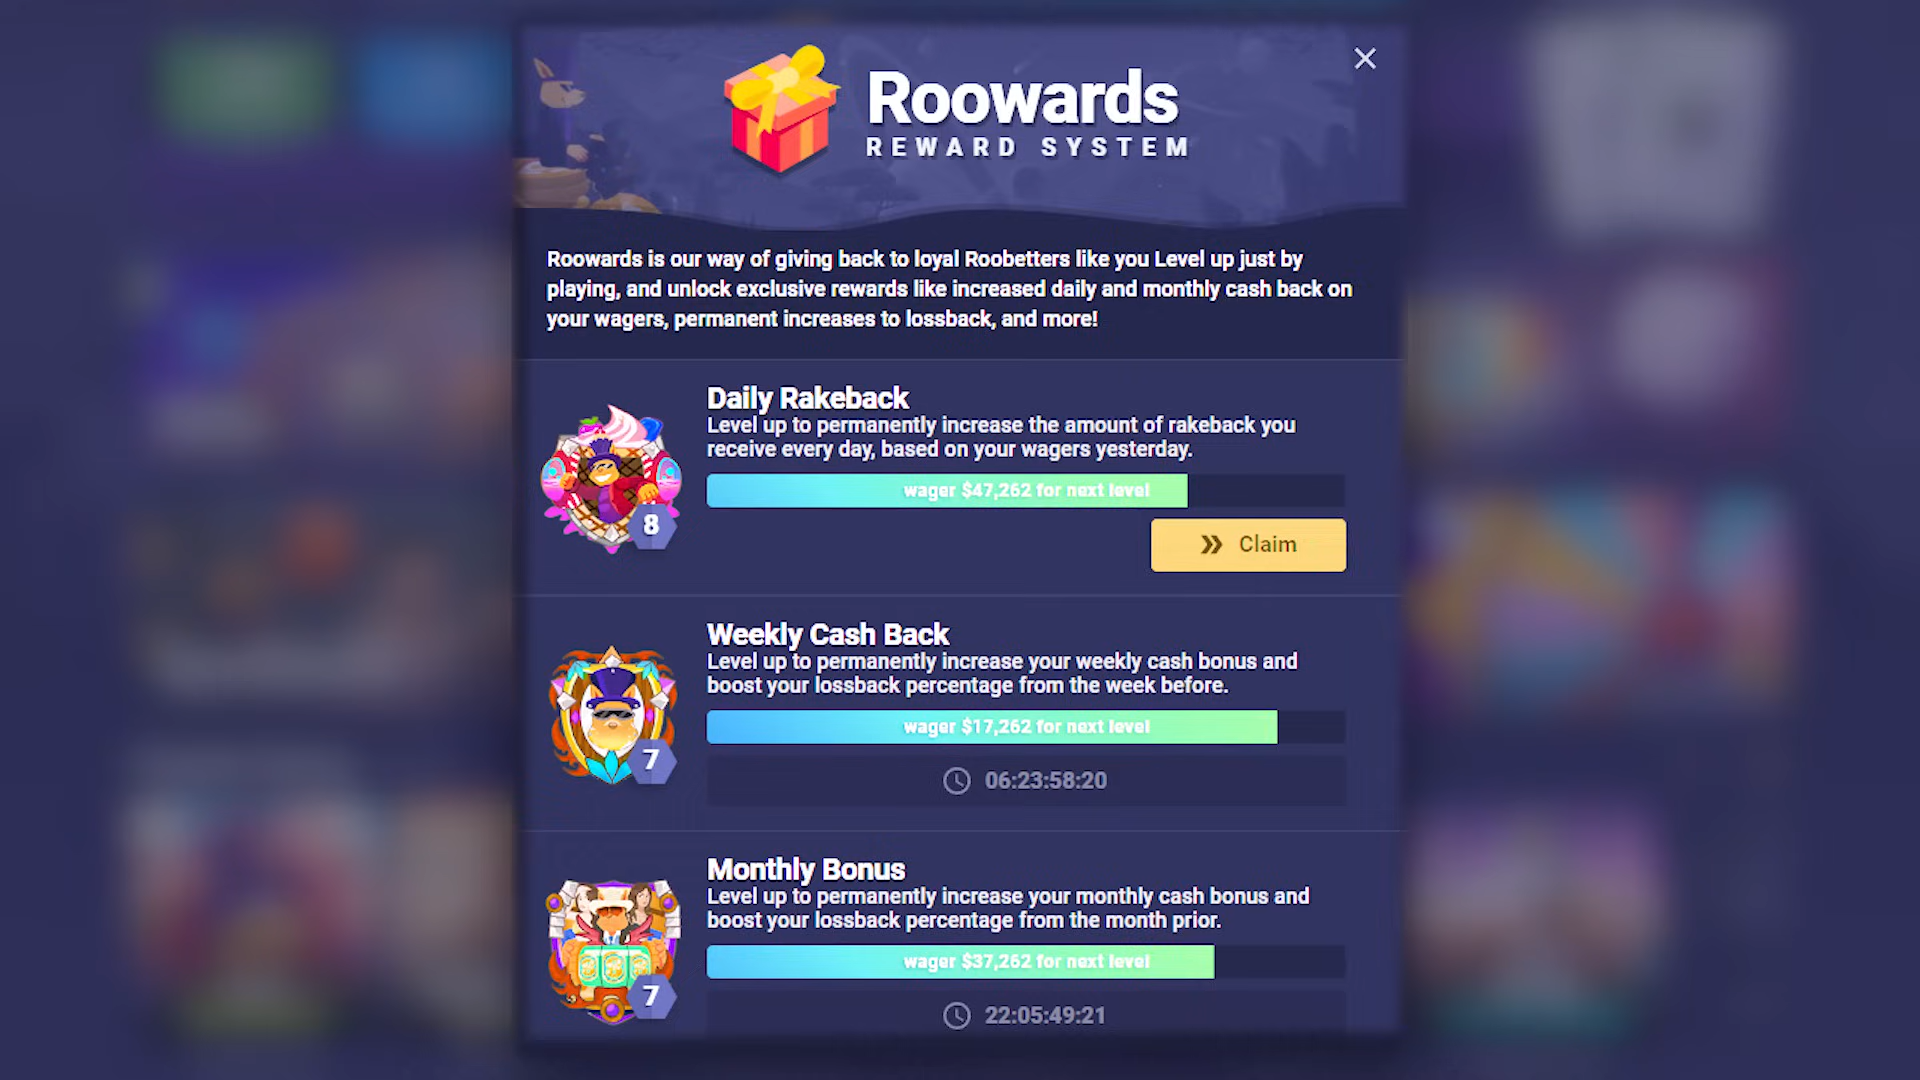 Roowards
REWARD SYSTEM
Roowards is our way of giving back to loyal Roobetters like you Level up just by
playing, and unlock exclusive rewards like increased daily and monthly cash back on
your wagers, permanent increases to lossback, and more!
Daily Rakeback
Level up to permanently increase the amount of rakeback you
receive every day, based on your wagers yesterday.
wager $47,262 for next level
8
Claim
Weekly Cash Back
Level up to permanently increase your weekly cash bonus and
boost your lossback percentage from the week before.
wager $17,262 for next level
7
06:23:58:20
Monthly Bonus
Level up to permanently increase your monthly cash bonus and
boost your lossback percentage from the month prior.
wager $37,262 for next level
7
22:05:49:21